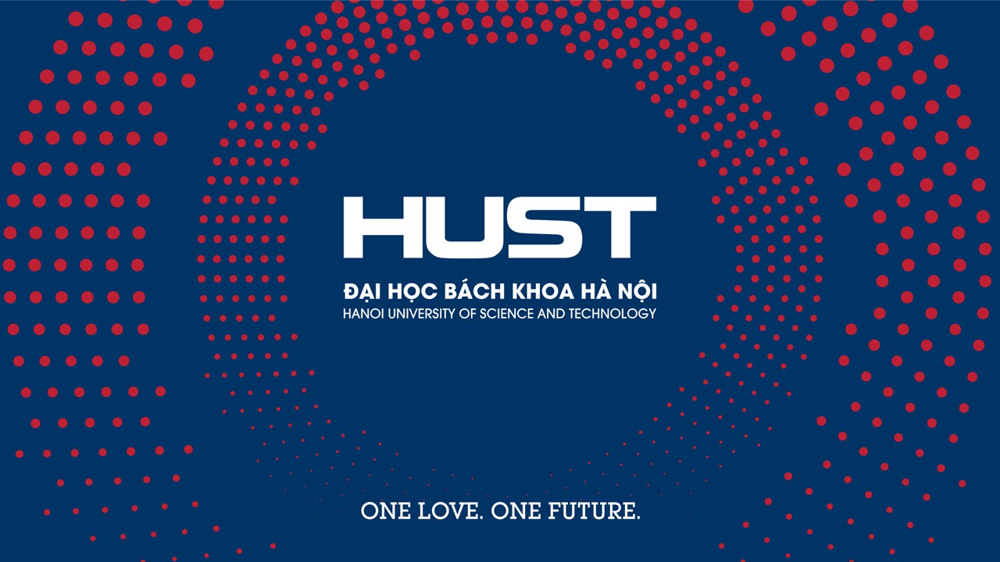 HUST
ĐẠI HỌC BÁCH KHOA HÀ NỘI
HANOI UNIVERSITY OF SCIENCE AND TECHNOLOGY
ONE LOVE. ONE FUTURE.